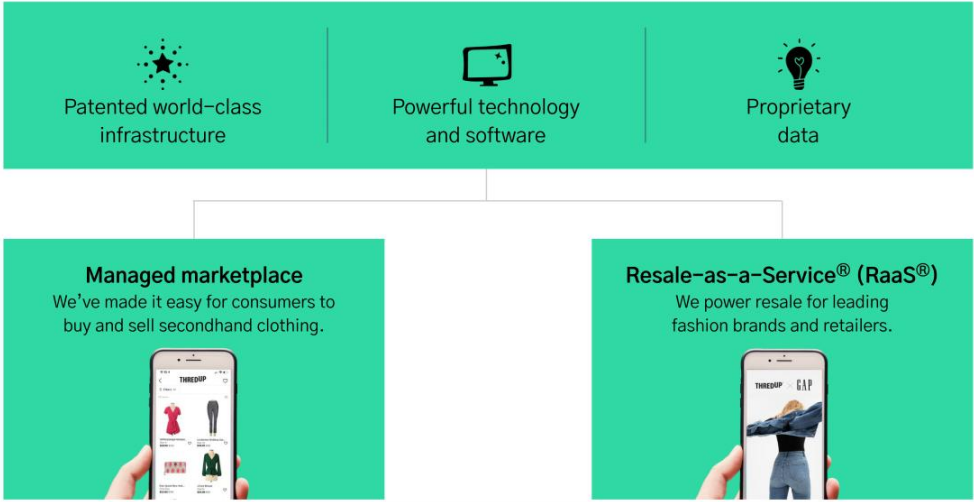 Patented world-class
infrastructure
Powerful technology
and software
Proprietary
data
Managed marketplace
We've made it easy for consumers to
buy and sell secondhand clothing.
THREDUP
Resale-as-a-Service® (RaaS®)
We power resale for leading
fashion brands and retailers.
THREDUP × GAP